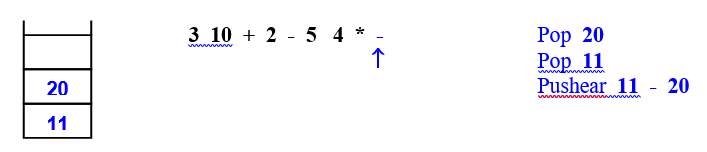 3 10 + 2 - 5 4 * -
↑
20
11
Pop 20
Pop 11
Pushear 11 - 20